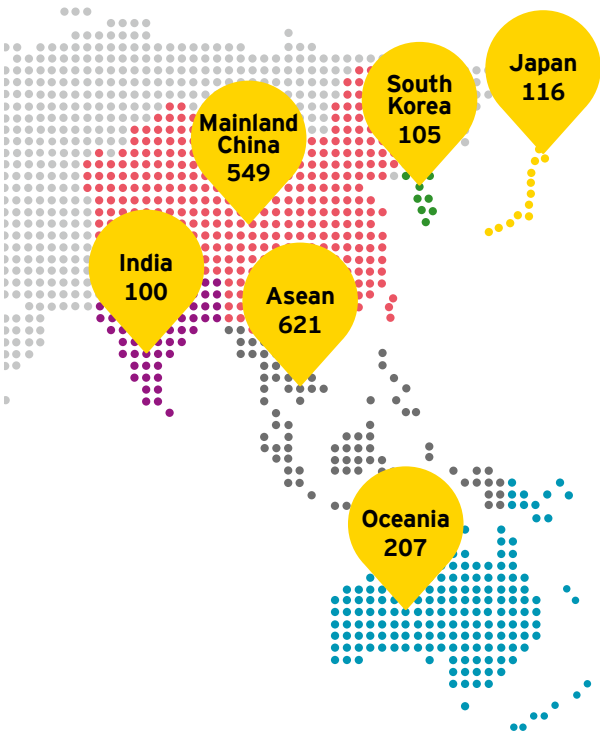 Japan
116
South
Korea
105
Mainland
China
549
India
100
Asean
621
Oceania
207